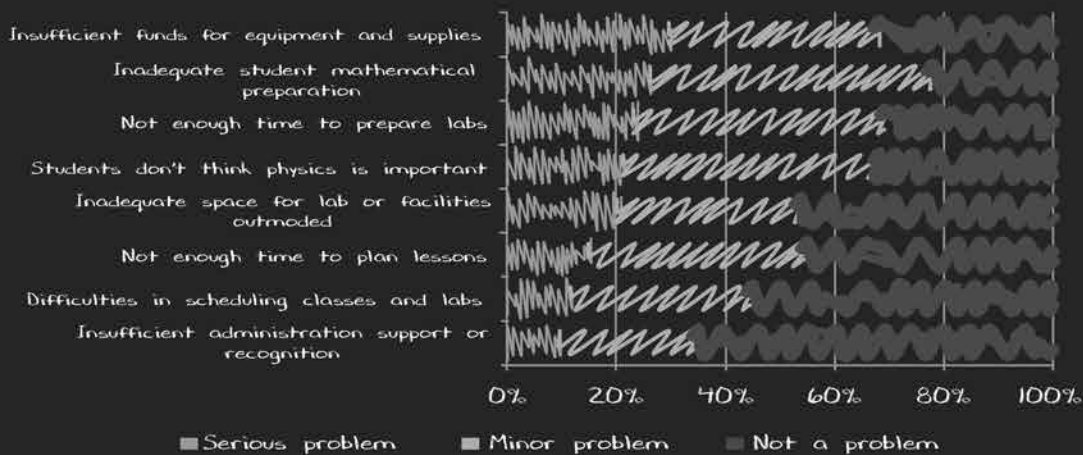 Insufficient funds for equipment and supplies
Inadequate student mathematical
preparation
Not enough time to prepare labs
Students don't think physics is important
Inadequate space for lab or facilities
outmoded
Not enough time to plan lessons
Difficulties in scheduling classes and labs
Insufficient administration support or
recognition
0% 20% 40% 60% 80% 100%
Serious problem Minor problem Not a problem